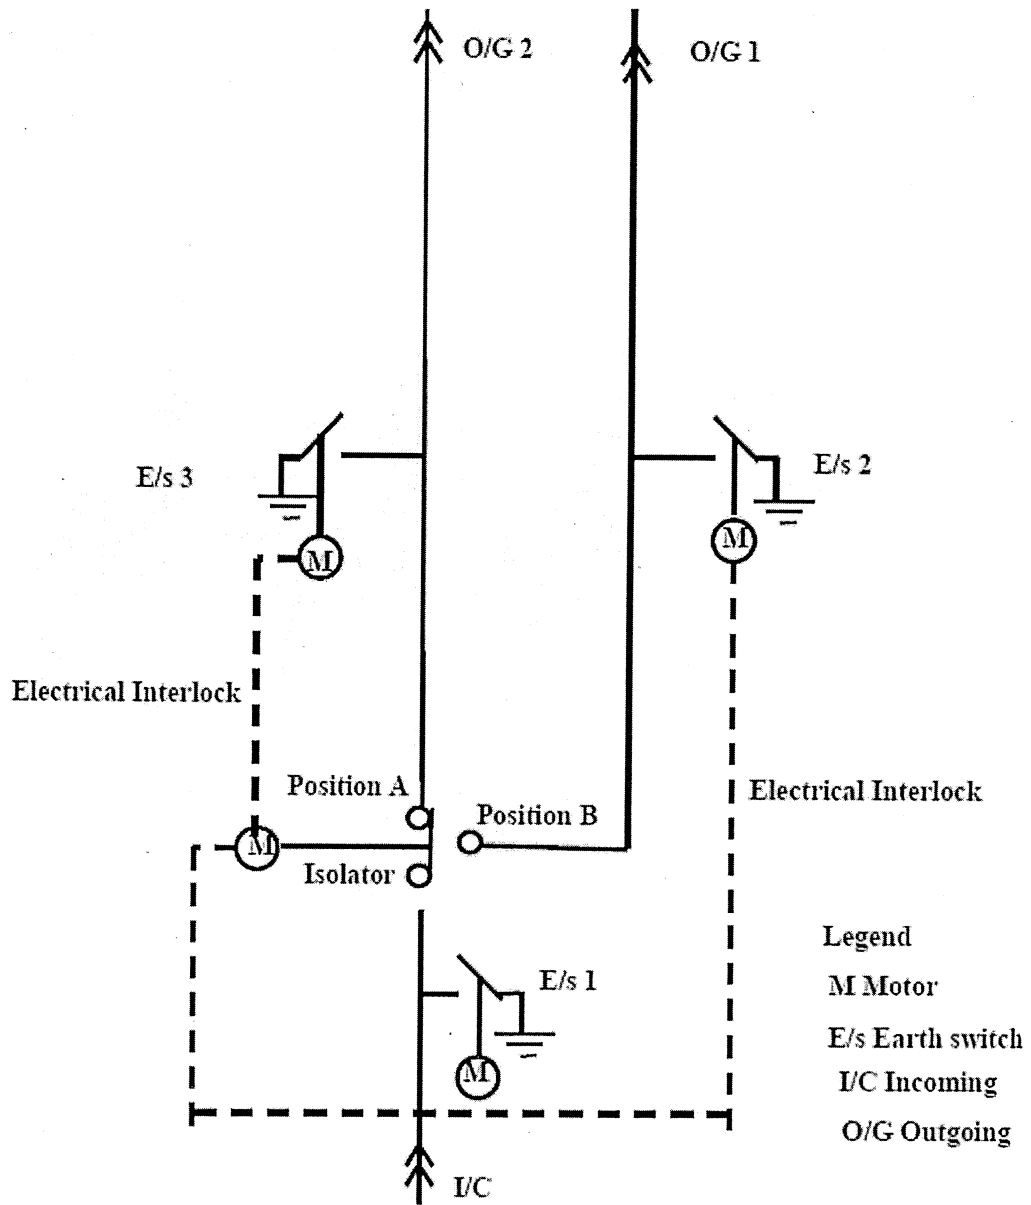 O/G 2
O/G 1
E/s 3
E/s 2
M
M
Electrical Interlock
Position A
Electrical Interlock
Position B
M
Isolator
Legend
E/s 1
M Motor
E/s Earth switch
M
I/C Incoming
O/G Outgoing
I/C